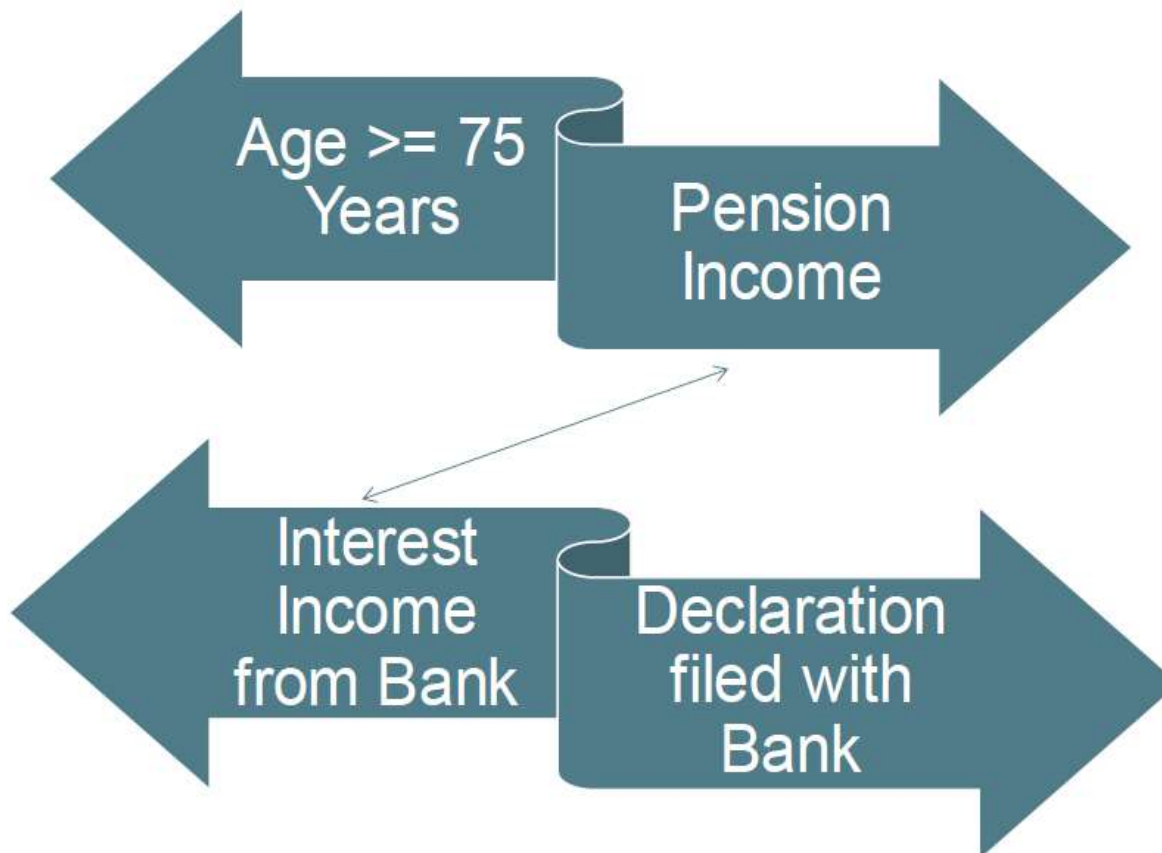 Age >= 75
Years
Pension
Income
Interest
Income
from Bank
Declaration
filed with
Bank